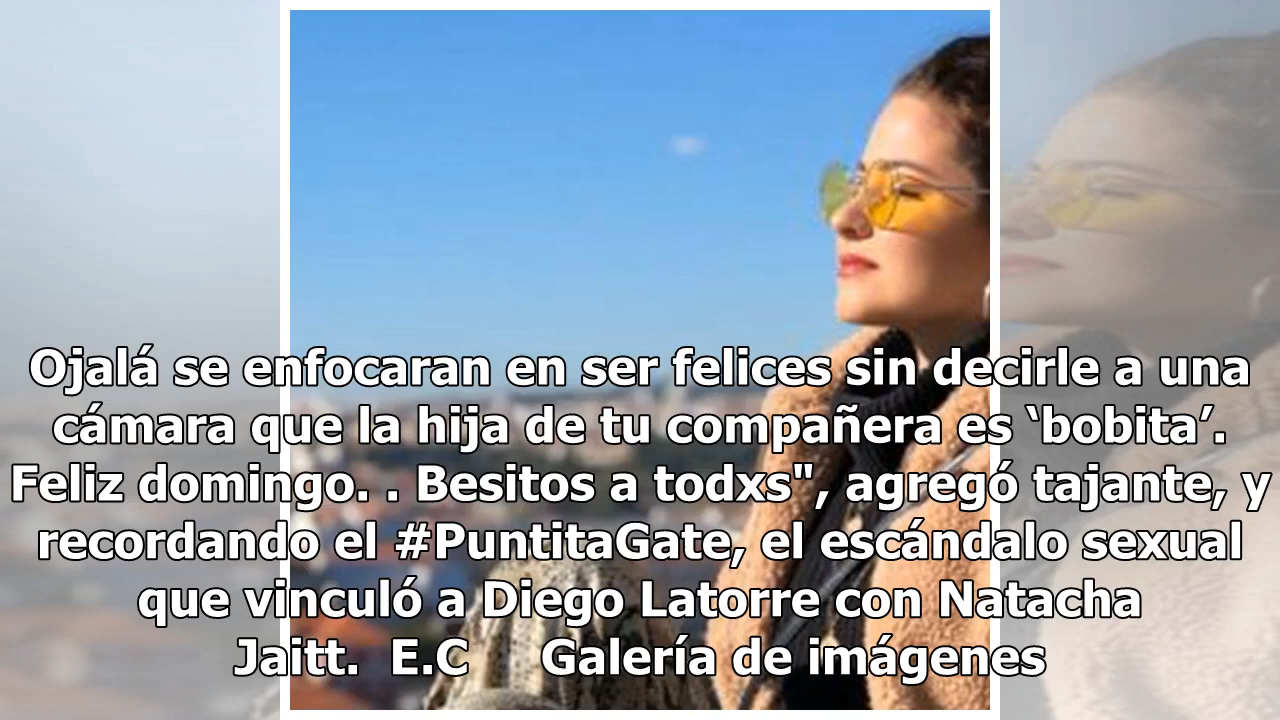 Ojalá se enfocaran en ser felices sin decirle a una
cámara que la hija de tu compañera es ‘bobita’.
Feliz domingo. . Besitos a todxs", agregó tajante, y
recordando el #PuntitaGate, el escándalo sexual
que vinculó a Diego Latorre con Natacha
Jaitt.  E.C     Galería de imágenes